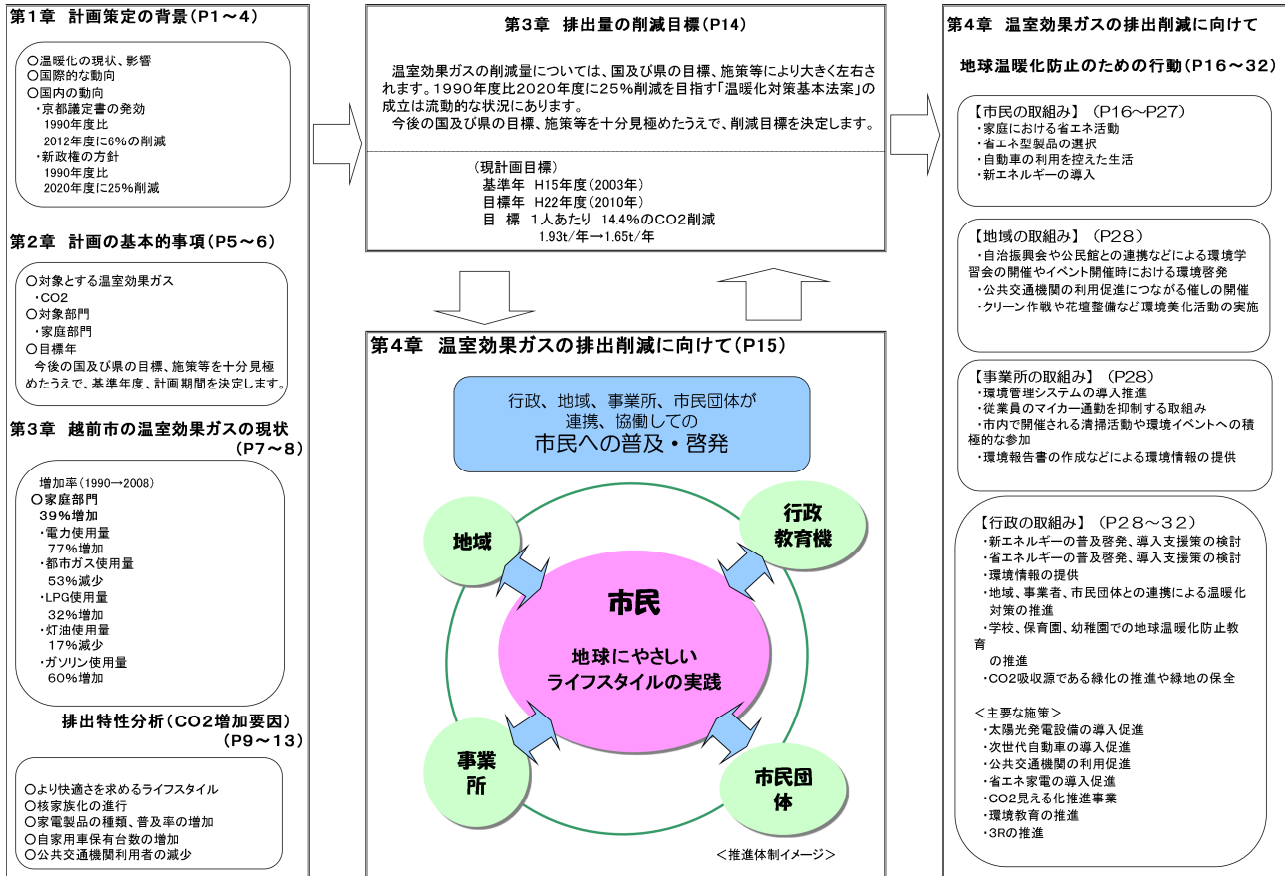 第1章 計画策定の背景(P1～4)
○温暖化の現状、影響
○国際的な動向
○国内の動向
・京都議定書の発効
1990年度比
2012年度に6%の削減
・新政権の方針
1990年度比
2020年度に25%削減
第2章 計画の基本的事項(P5～6)
○対象とする温室効果ガス
・CO2
○対象部門
・家庭部門
○目標年
今後の国及び県の目標、施策等を十分見極
めたうえで、基準年度、計画期間を決定します。
第3章 越前市の温室効果ガスの現状
(P7～8)
増加率(1990→2008)
○家庭部門
39%増加
・電力使用量
77%増加
・都市ガス使用量
53%減少
・LPG使用量
32%増加
・灯油使用量
17%減少
・ガソリン使用量
60%増加
排出特性分析(CO2増加要因)
(P9～13)
○より快適さを求めるライフスタイル
○核家族化の進行
○家電製品の種類、普及率の増加
○自家用車保有台数の増加
○公共交通機関利用者の減少
第3章 排出量の削減目標(P14)
温室効果ガスの削減量については、国及び県の目標、施策等により大きく左右さ
れます。1990年度比2020年度に25%削減を目指す「温暖化対策基本法案」の
成立は流動的な状況にあります。
今後の国及び県の目標、施策等を十分見極めたうえで、削減目標を決定します。
(現計画目標)
基準年 H15年度(2003年)
目標年 H22年度(2010年)
目 標 1人あたり 14.4%のCO2削減
1.93t/年→1.65t/年
第4章 温室効果ガスの排出削減に向けて(P15)
行政、地域、事業所、市民団体が
連携、協働しての
市民への普及・啓発
地域
行政
教育機
市民
地球にやさしい
ライフスタイルの実践
事業
所
市民団
体
＜推進体制イメージ＞
第4章 温室効果ガスの排出削減に向けて
地球温暖化防止のための行動(P16～32)
【市民の取組み】 (P16～P27)
・家庭における省エネ活動
・省エネ型製品の選択
・自動車の利用を控えた生活
・新エネルギーの導入
【地域の取組み】 (P28)
・自治振興会や公民館との連携などによる環境学
習会の開催やイベント開催時における環境啓発
・公共交通機関の利用促進につながる催しの開催
・クリーン作戦や花壇整備など環境美化活動の実施
【事業所の取組み】 (P28)
・環境管理システムの導入推進
・従業員のマイカー通勤を抑制する取組み
・市内で開催される清掃活動や環境イベントへの積
極的な参加
・環境報告書の作成などによる環境情報の提供
【行政の取組み】 (P28～32)
・新エネルギーの普及啓発、導入支援策の検討
・省エネルギーの普及啓発、導入支援策の検討
・環境情報の提供
・地域、事業者、市民団体との連携による温暖化
対策の推進
・学校、保育園、幼稚園での地球温暖化防止教
育
の推進
・CO2吸収源である緑化の推進や緑地の保全
＜主要な施策＞
・太陽光発電設備の導入促進
・次世代自動車の導入促進
・公共交通機関の利用促進
・省エネ家電の導入促進
・CO2見える化推進事業
・環境教育の推進
・3Rの推進